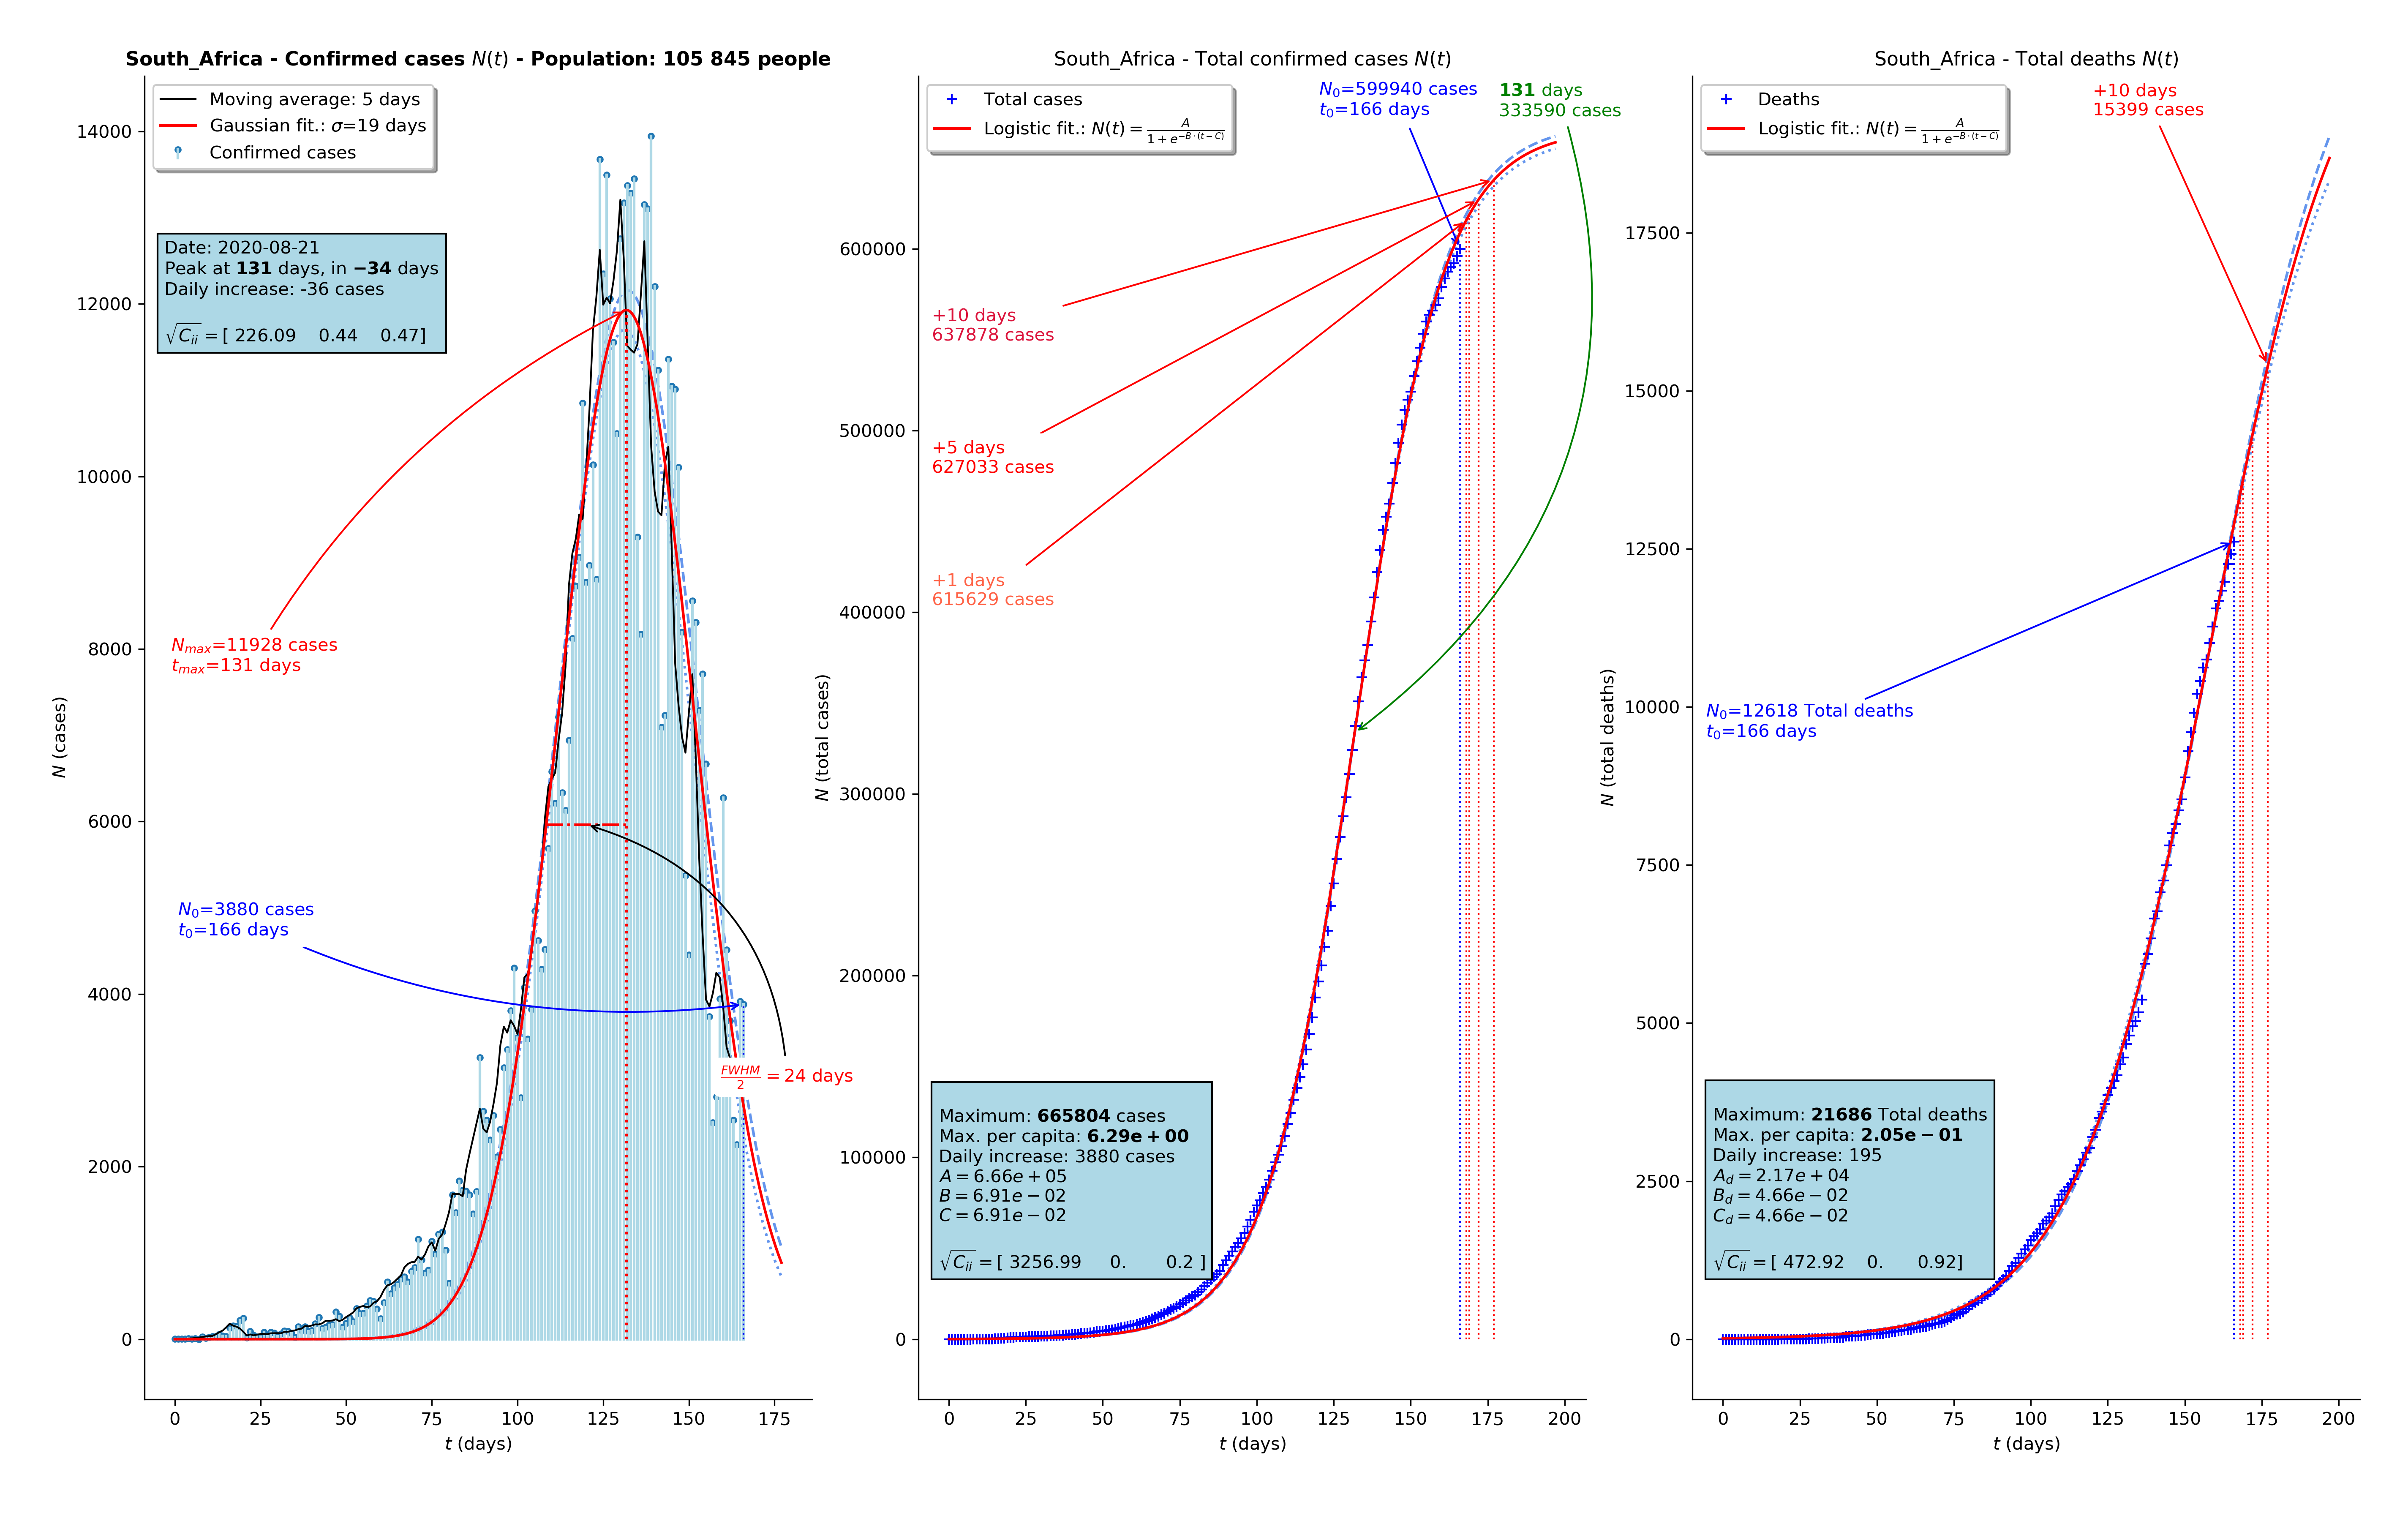 South_Africa - Confirmed cases N(t) - Population: 105 845 people
Moving average: 5 days
Gaussian fit.: σ=19 days
Confirmed cases
Date: 2020-08-21
Peak at 131 days, in −34 days
Daily increase: -36 cases
√C_ii = [ 226.09 0.44 0.47]
N_max=11928 cases
t_max=131 days
N_0=3880 cases
t_0=166 days
FWHM/2 = 24 days
14000
12000
10000
8000
6000
4000
2000
0
N (cases)
0 25 50 75 100 125 150 175
t (days)
South_Africa - Total confirmed cases N(t)
Total cases
Logistic fit.: N(t) = A/(1 + e^{−B·(t−C)})
N_0=599940 cases
t_0=166 days
131 days
333590 cases
+10 days
637878 cases
+5 days
627033 cases
+1 days
615629 cases
Maximum: 665804 cases
Max. per capita: 6.29e + 00
Daily increase: 3880 cases
A = 6.66e + 05
B = 6.91e − 02
C = 6.91e − 02
√C_ii = [ 3256.99 0. 0.2 ]
600000
500000
400000
300000
200000
100000
0
N (total cases)
0 25 50 75 100 125 150 175 200
t (days)
South_Africa - Total deaths N(t)
Deaths
Logistic fit.: N(t) = A/(1 + e^{−B·(t−C)})
+10 days
15399 cases
N_0=12618 Total deaths
t_0=166 days
Maximum: 21686 Total deaths
Max. per capita: 2.05e − 01
Daily increase: 195
A_d = 2.17e + 04
B_d = 4.66e − 02
C_d = 4.66e − 02
√C_ii = [ 472.92 0. 0.92]
17500
15000
12500
10000
7500
5000
2500
0
N (total deaths)
0 25 50 75 100 125 150 175 200
t (days)